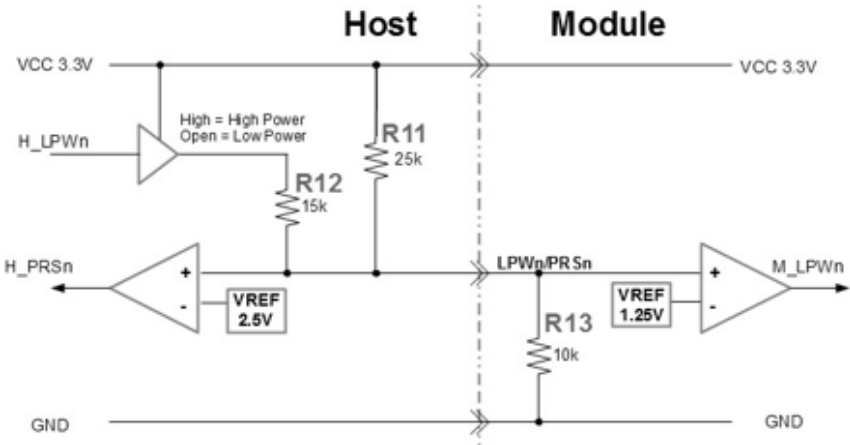 Host
Module
VCC 3.3V
VCC 3.3V
High = High Power
Open = Low Power
H_LPWn
R11
25k
R12
15k
H_PRSn
LPWn/PRSn
M_LPWn
+
-
VREF
2.5V
+
-
VREF
1.25V
R13
10k
GND
GND